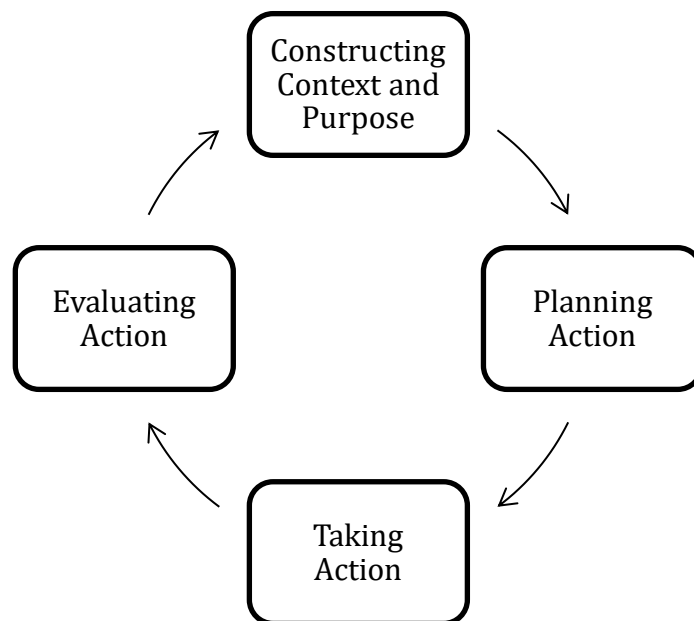 Constructing
Context and
Purpose
Planning
Action
Taking
Action
Evaluating
Action